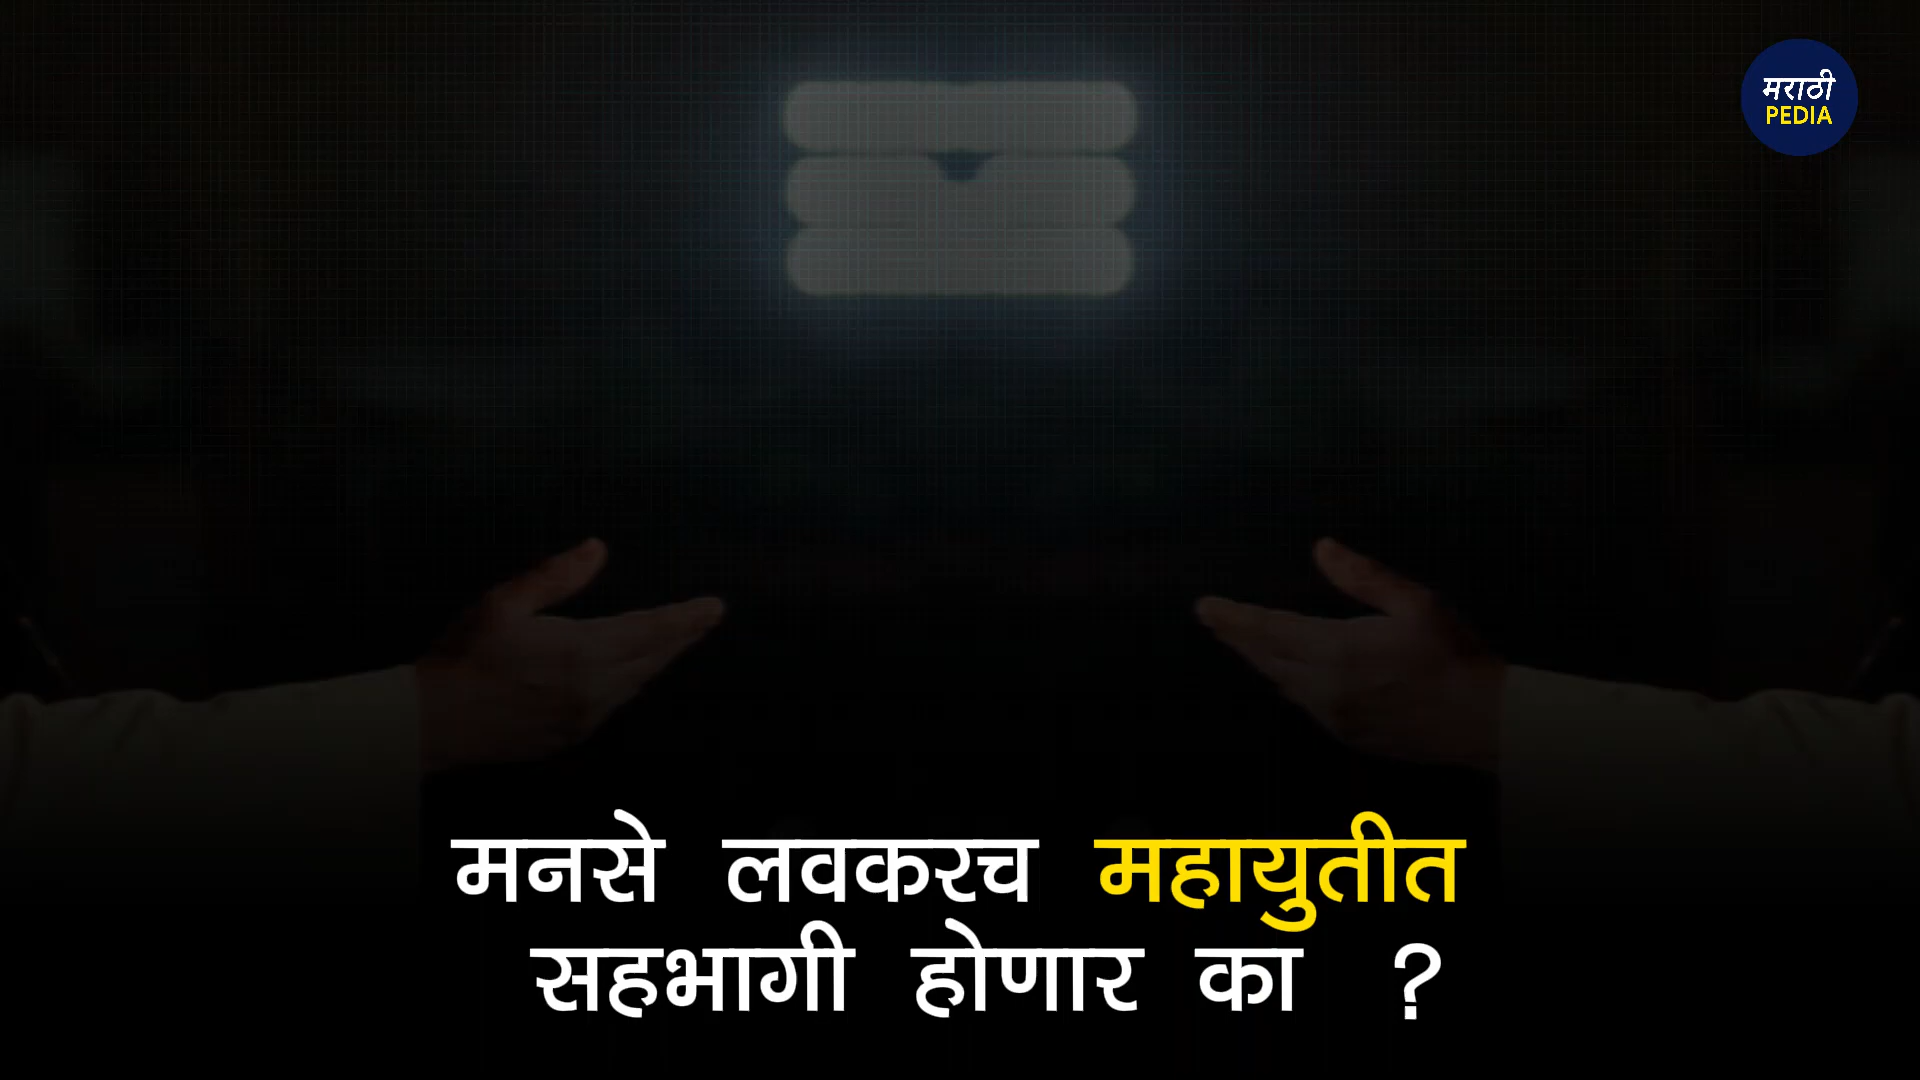 मराठी
PEDIA
मनसे लवकरच महायुतीत
सहभागी होणार का ?